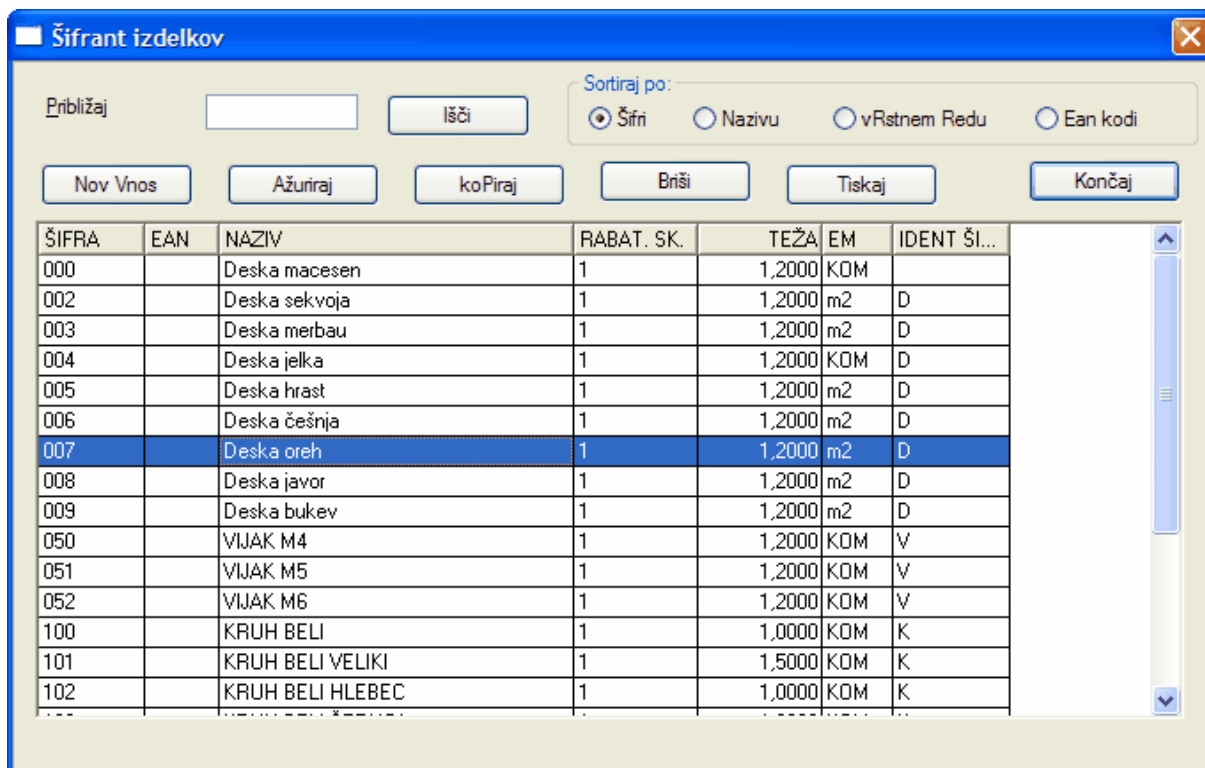 Šifrant izdelkov
Sortiraj po:
Približaj Išči Šifri Nazivu vRstnem Redu Ean kodi
Nov Vnos Ažuriraj koPiraj Briši Tiskaj Končaj
ŠIFRA EAN NAZIV RABAT. SK. TEŽA EM IDENT ŠI...
000 Deska macesen 1 1,2000 KOM
002 Deska sekvoja 1 1,2000 m2 D
003 Deska merbau 1 1,2000 m2 D
004 Deska jelka 1 1,2000 KOM D
005 Deska hrast 1 1,2000 m2 D
006 Deska češnja 1 1,2000 m2 D
007 Deska oreh 1 1,2000 m2 D
008 Deska javor 1 1,2000 m2 D
009 Deska bukev 1 1,2000 m2 D
050 VIJAK M4 1 1,2000 KOM V
051 VIJAK M5 1 1,2000 KOM V
052 VIJAK M6 1 1,2000 KOM V
100 KRUH BELI 1 1,0000 KOM K
101 KRUH BELI VELIKI 1 1,5000 KOM K
102 KRUH BELI HLEBEC 1 1,0000 KOM K